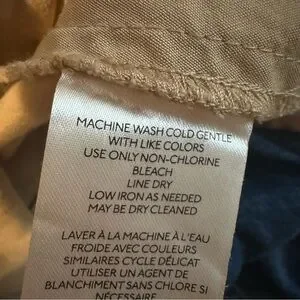 MACHINE WASH COLD GENTLE
WITH LIKE COLORS
USE ONLY NON-CHLORINE
BLEACH
LINE DRY
LOW IRON AS NEEDED
MAY BE DRY CLEANED
LAVER À LA MACHINE À L'EAU
FROIDE AVEC COULEURS
SIMILAIRES CYCLE DÉLICAT
UTILISER UN AGENT DE
BLANCHIMENT SANS CHLORE SI
NÉCESSAIRE